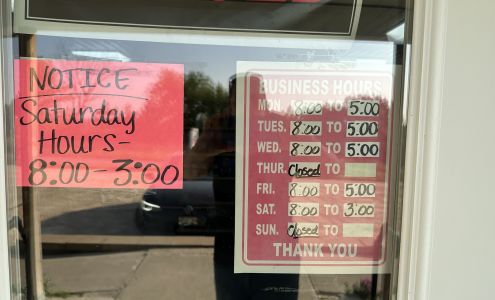 NOTICE
Saturday
Hours-
8:00-3:00
BUSINESS HOURS
MON. 8:00 TO 5:00
TUES. 8:00 TO 5:00
WED. 8:00 TO 5:00
THUR. Closed TO
FRI. 8:00 TO 5:00
SAT. 8:00 TO 3:00
SUN. Closed TO
THANK YOU